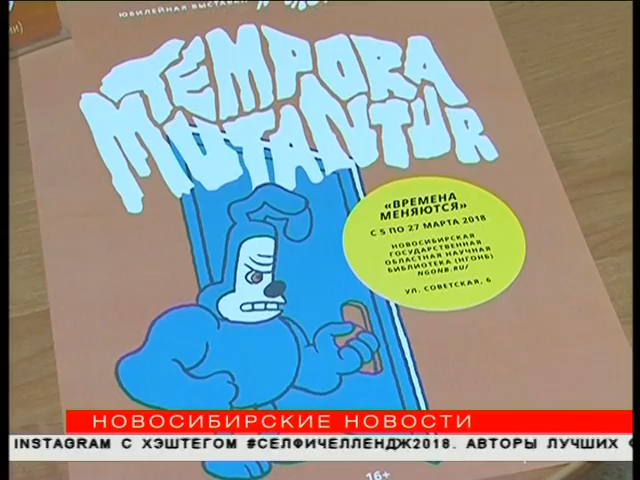 ЮБИЛЕЙНАЯ ВЫСТАВКА
TEMPORA
MUTANTUR
«ВРЕМЕНА
МЕНЯЮТСЯ»
С 5 ПО 27 МАРТА 2018
НОВОСИБИРСКАЯ
ГОСУДАРСТВЕННАЯ
ОБЛАСТНАЯ НАУЧНАЯ
БИБЛИОТЕКА (НГОНБ)
NGONB.RU/
УЛ. СОВЕТСКАЯ, 6
НОВОСИБИРСКИЕ НОВОСТИ
INSTAGRAM С ХЭШТЕГОМ #СЕЛФИЧЕЛЛЕНДЖ2018. АВТОРЫ ЛУЧШИХ
16+